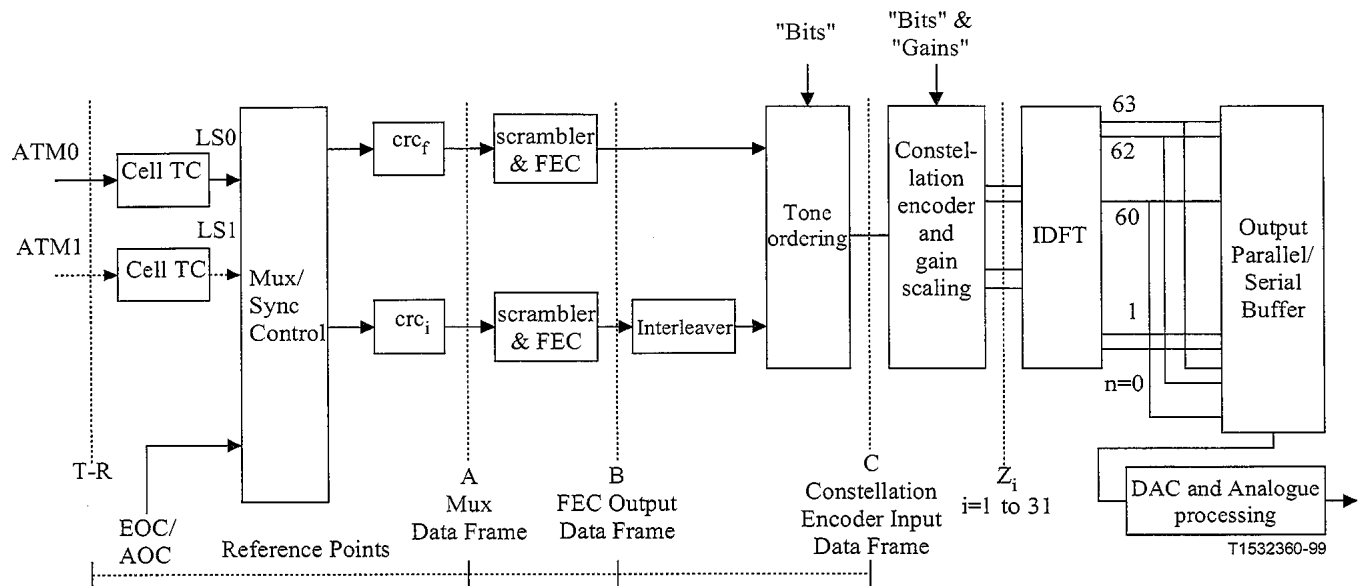 "Bits"
"Bits" &
"Gains"
ATM0
Cell TC
LS0
ATM1
Cell TC
LS1
Mux/
Sync
Control
crcf
scrambler
& FEC
crci
scrambler
& FEC
Interleaver
Tone
ordering
Constel-
lation
encoder
and
gain
scaling
IDFT
63
62
60
1
n=0
Output
Parallel/
Serial
Buffer
T-R
EOC/
AOC
Reference Points
A
Mux
Data Frame
B
FEC Output
Data Frame
C
Constellation
Encoder Input
Data Frame
Zi
i=1 to 31
DAC and Analogue
processing
T1532360-99